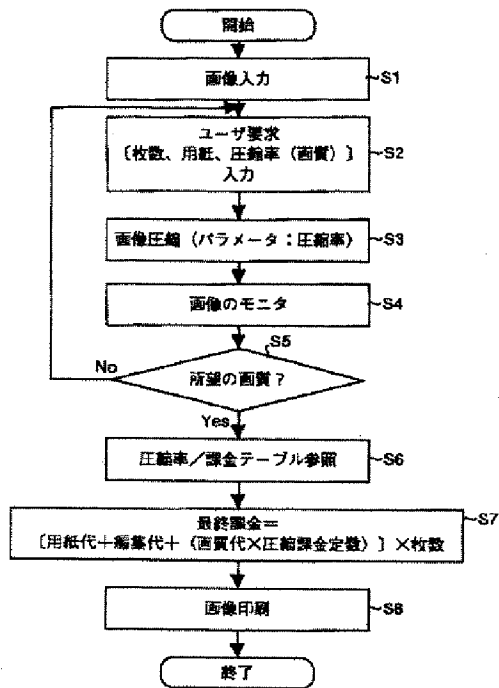 開始
画像入力
S1
ユーザ要求
〔枚数、用紙、圧縮率（画質）〕
入力
S2
画像圧縮（パラメータ：圧縮率）
S3
画像のモニタ
S4
S5
所望の画質？
No
Yes
圧縮率／課金テーブル参照
S6
S7
最終課金＝
〔用紙代＋編集代＋（画質代×圧縮課金定数）〕×枚数
画像印刷
S8
終了